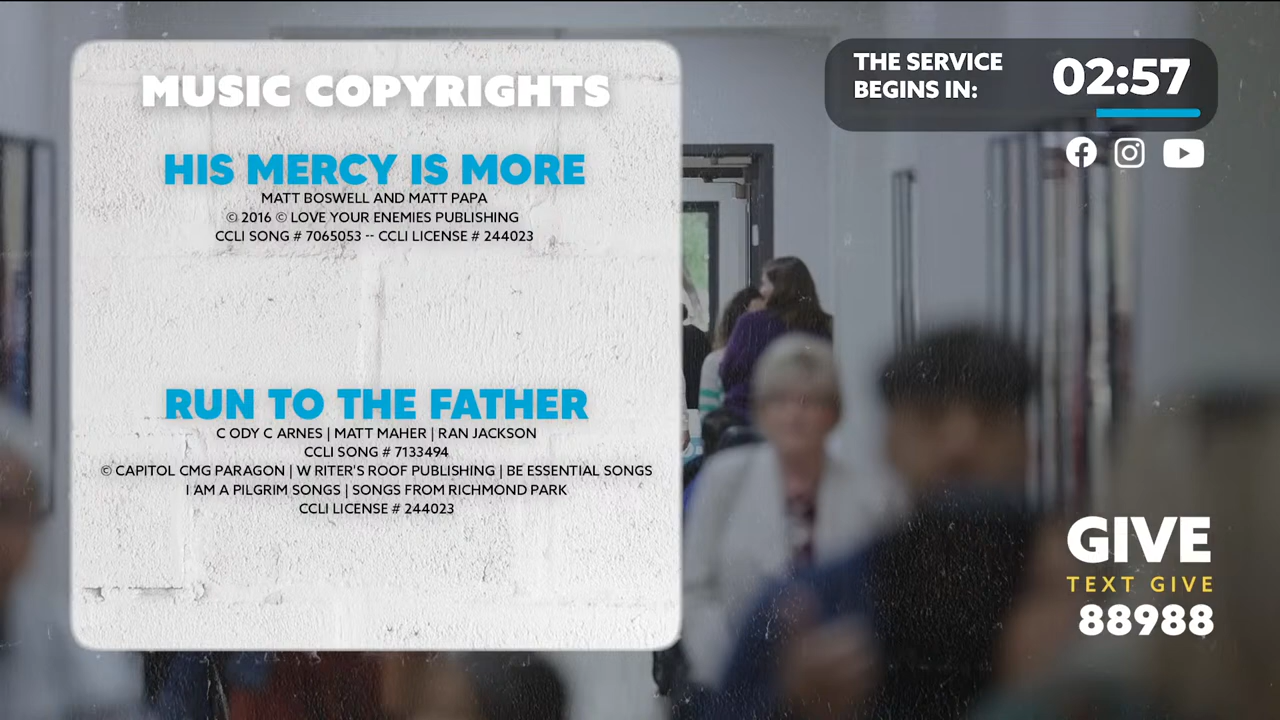 MUSIC COPYRIGHTS
HIS MERCY IS MORE
MATT BOSWELL AND MATT PAPA
© 2016 © LOVE YOUR ENEMIES PUBLISHING
CCLI SONG # 7065053 -- CCLI LICENSE # 244023
RUN TO THE FATHER
C ODY C ARNES | MATT MAHER | RAN JACKSON
CCLI SONG # 7133494
© CAPITOL CMG PARAGON | W RITER'S ROOF PUBLISHING | BE ESSENTIAL SONGS
I AM A PILGRIM SONGS | SONGS FROM RICHMOND PARK
CCLI LICENSE # 244023
THE SERVICE
BEGINS IN:
02:57
GIVE
TEXT GIVE
88988